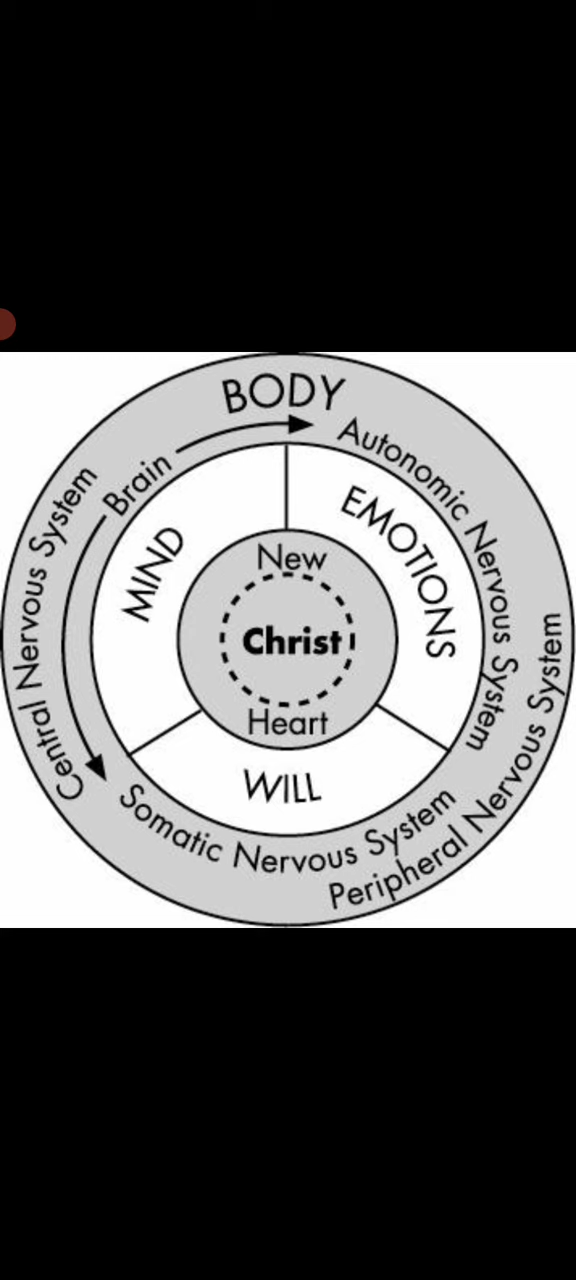 BODY
Brain
Central Nervous System
Autonomic Nervous System
Peripheral Nervous System
Somatic Nervous System
MIND
EMOTIONS
WILL
New
Christ
Heart